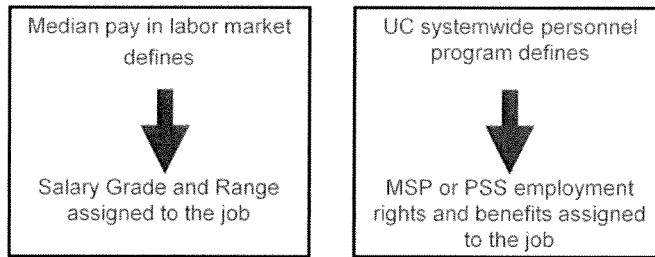 Median pay in labor market
defines
Salary Grade and Range
assigned to the job
UC systemwide personnel
program defines
MSP or PSS employment
rights and benefits assigned
to the job